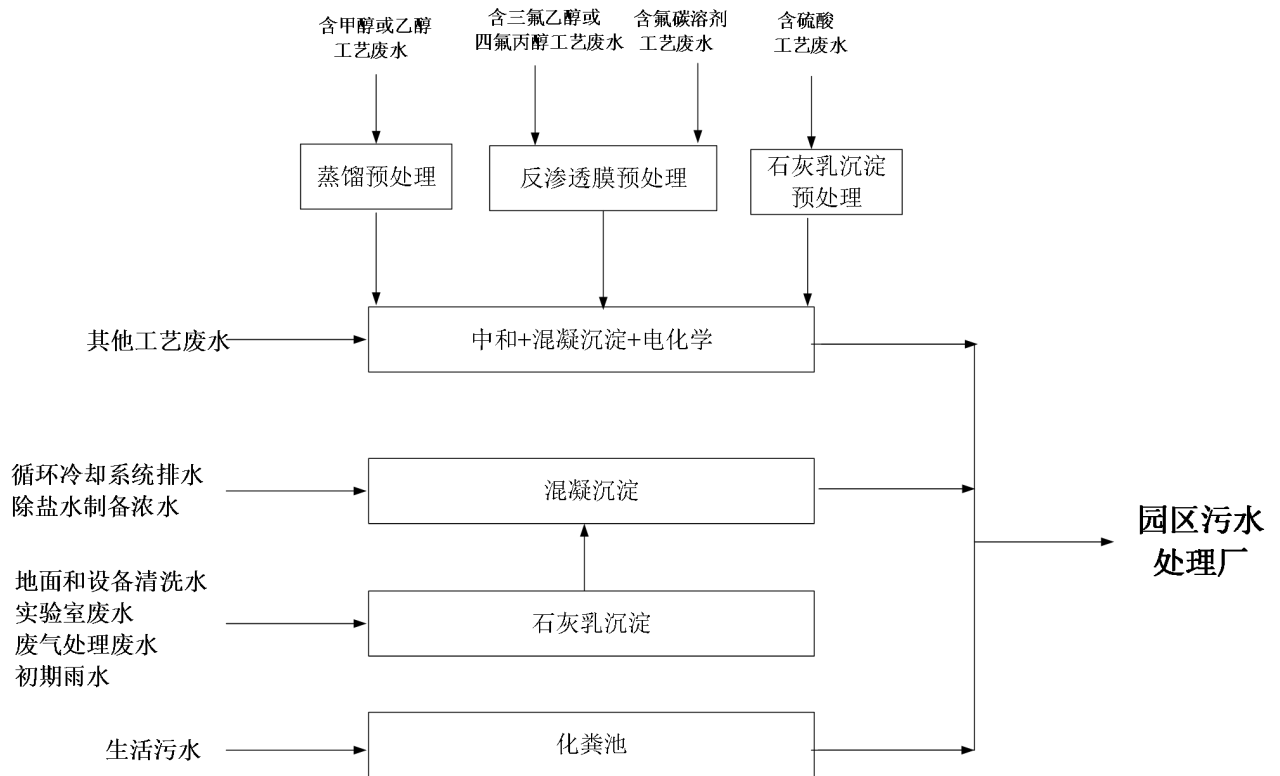 含甲醇或乙醇
工艺废水
含三氟乙醇或
四氟丙醇工艺废水
含氟碳溶剂
工艺废水
含硫酸
工艺废水
蒸馏预处理
反渗透膜预处理
石灰乳沉淀
预处理
其他工艺废水
中和+混凝沉淀+电化学
循环冷却系统排水
除盐水制备浓水
混凝沉淀
园区污水
处理厂
地面和设备清洗水
实验室废水
废气处理废水
初期雨水
石灰乳沉淀
生活污水
化粪池